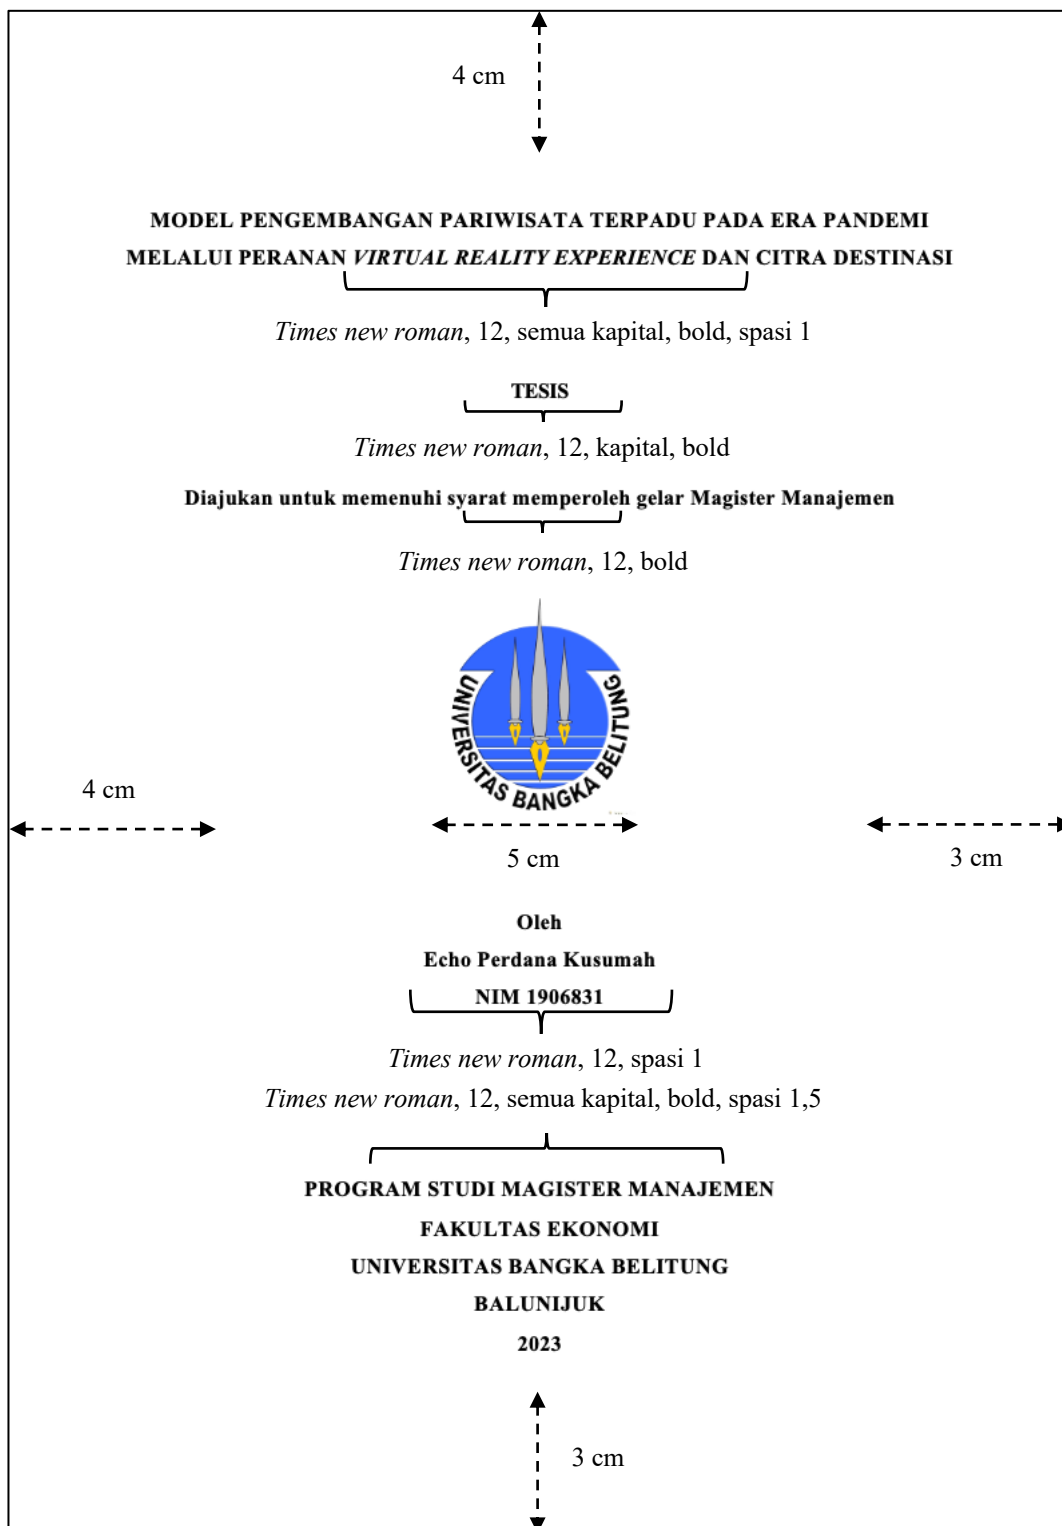 4 cm
MODEL PENGEMBANGAN PARIWISATA TERPADU PADA ERA PANDEMI
MELALUI PERANAN VIRTUAL REALITY EXPERIENCE DAN CITRA DESTINASI
Times new roman, 12, semua kapital, bold, spasi 1
TESIS
Times new roman, 12, kapital, bold
Diajukan untuk memenuhi syarat memperoleh gelar Magister Manajemen
Times new roman, 12, bold
UNIVERSITAS BANGKA BELITUNG
4 cm
5 cm
3 cm
Oleh
Echo Perdana Kusumah
NIM 1906831
Times new roman, 12, spasi 1
Times new roman, 12, semua kapital, bold, spasi 1,5
PROGRAM STUDI MAGISTER MANAJEMEN
FAKULTAS EKONOMI
UNIVERSITAS BANGKA BELITUNG
BALUNIJUK
2023
3 cm